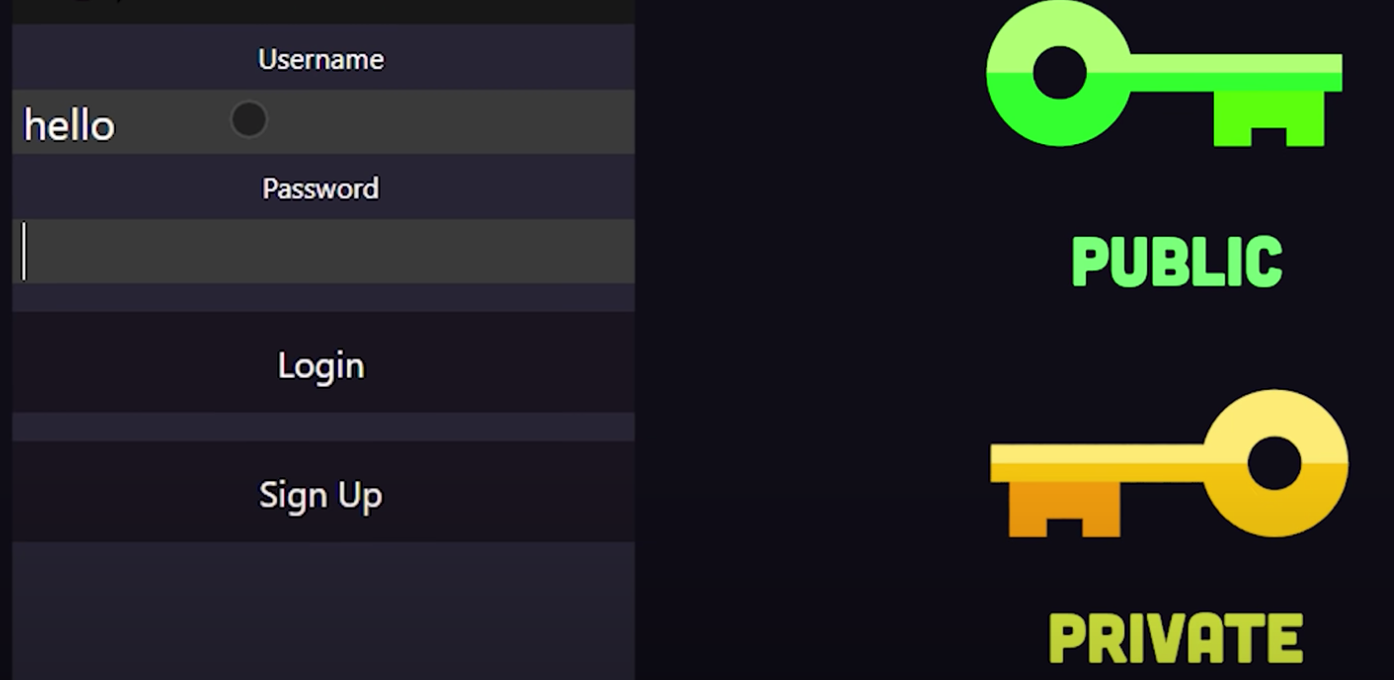 Username
hello
Password
Login
Sign Up
PUBLIC
PRIVATE